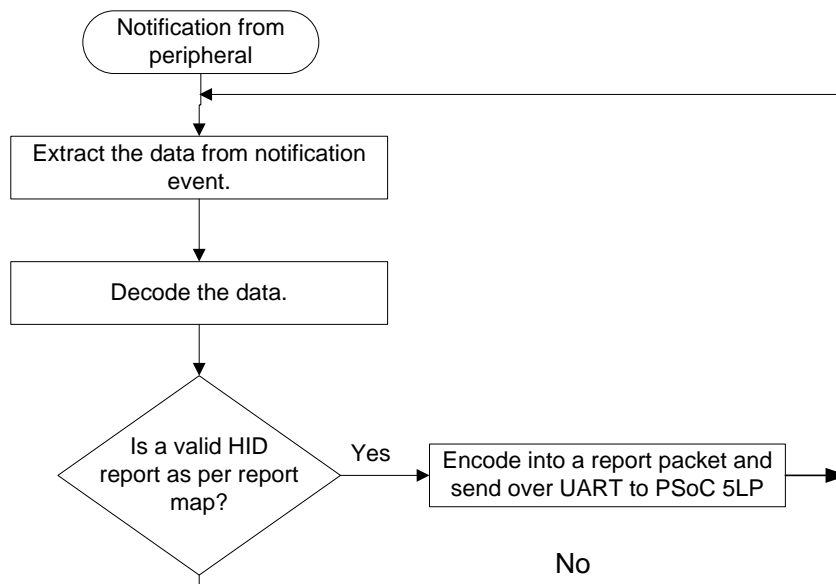 Notification from
peripheral
Extract the data from notification
event.
Decode the data.
Is a valid HID
report as per report
map?
Yes
Encode into a report packet and
send over UART to PSoC 5LP
No